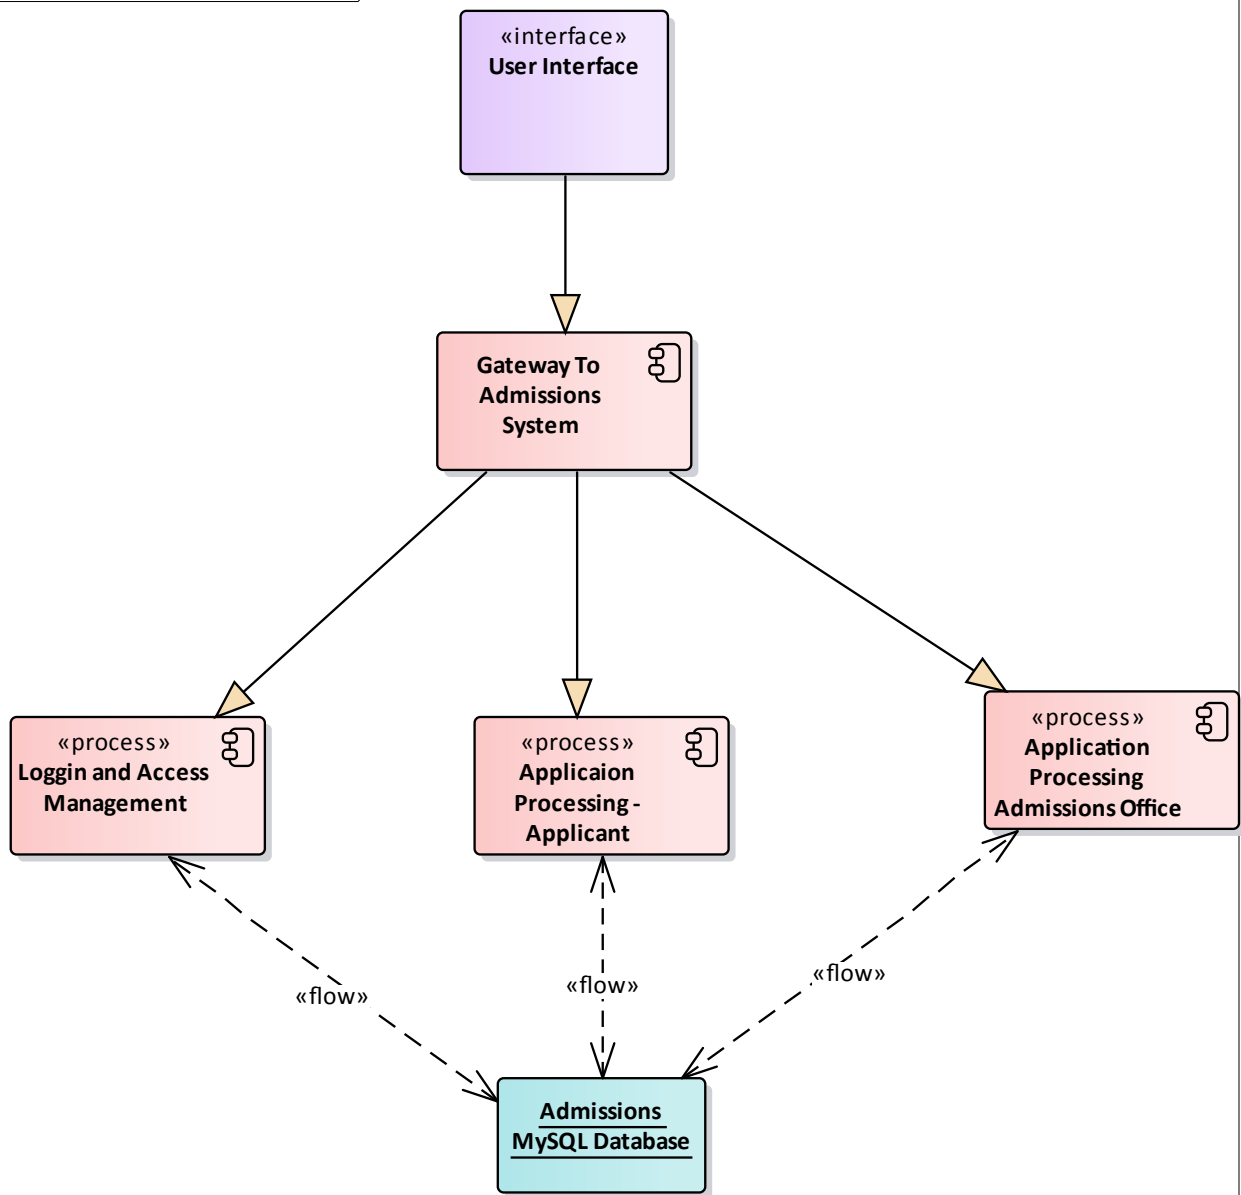 «interface»
User Interface
Gateway To
Admissions
System
«process»
Loggin and Access
Management
«process»
Applicaion
Processing -
Applicant
«process»
Application
Processing
Admissions Office
«flow»
«flow»
«flow»
Admissions
MySQL Database